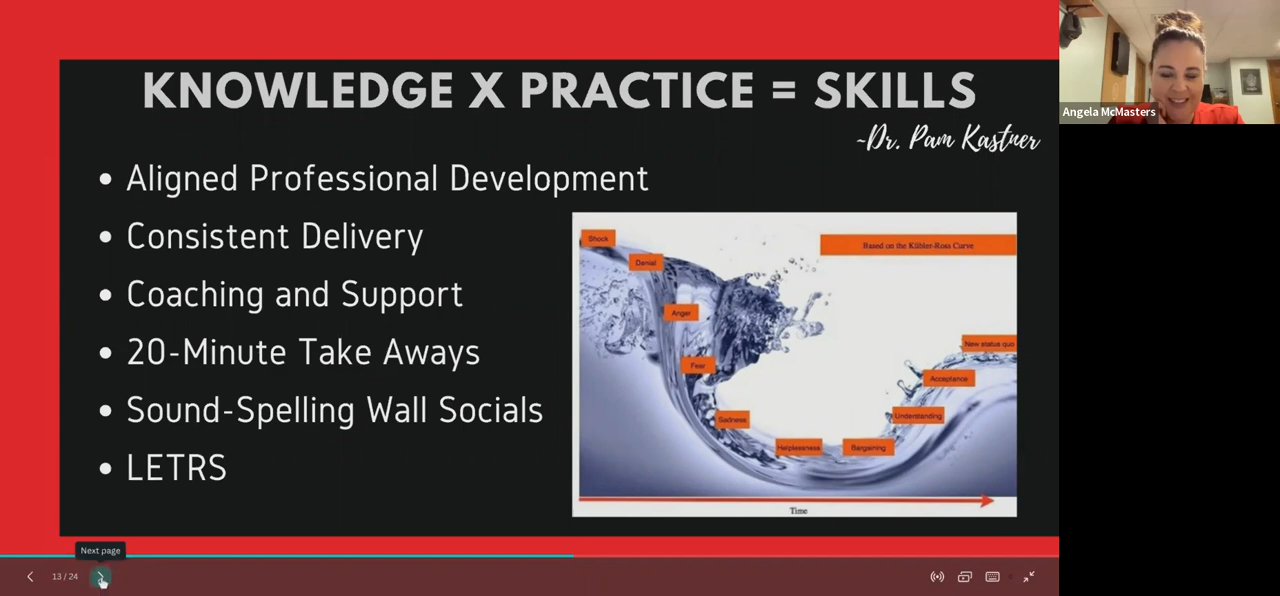 KNOWLEDGE X PRACTICE = SKILLS
~Dr. Pam Kastner
• Aligned Professional Development
• Consistent Delivery
• Coaching and Support
• 20-Minute Take Aways
• Sound-Spelling Wall Socials
• LETRS
Based on the Kübler-Ross Curve
Shock
Denial
Anger
Fear
Sadness
Helplessness
Bargaining
Understanding
Acceptance
New status quo
Time
Next page
13 / 24
Angela McMasters